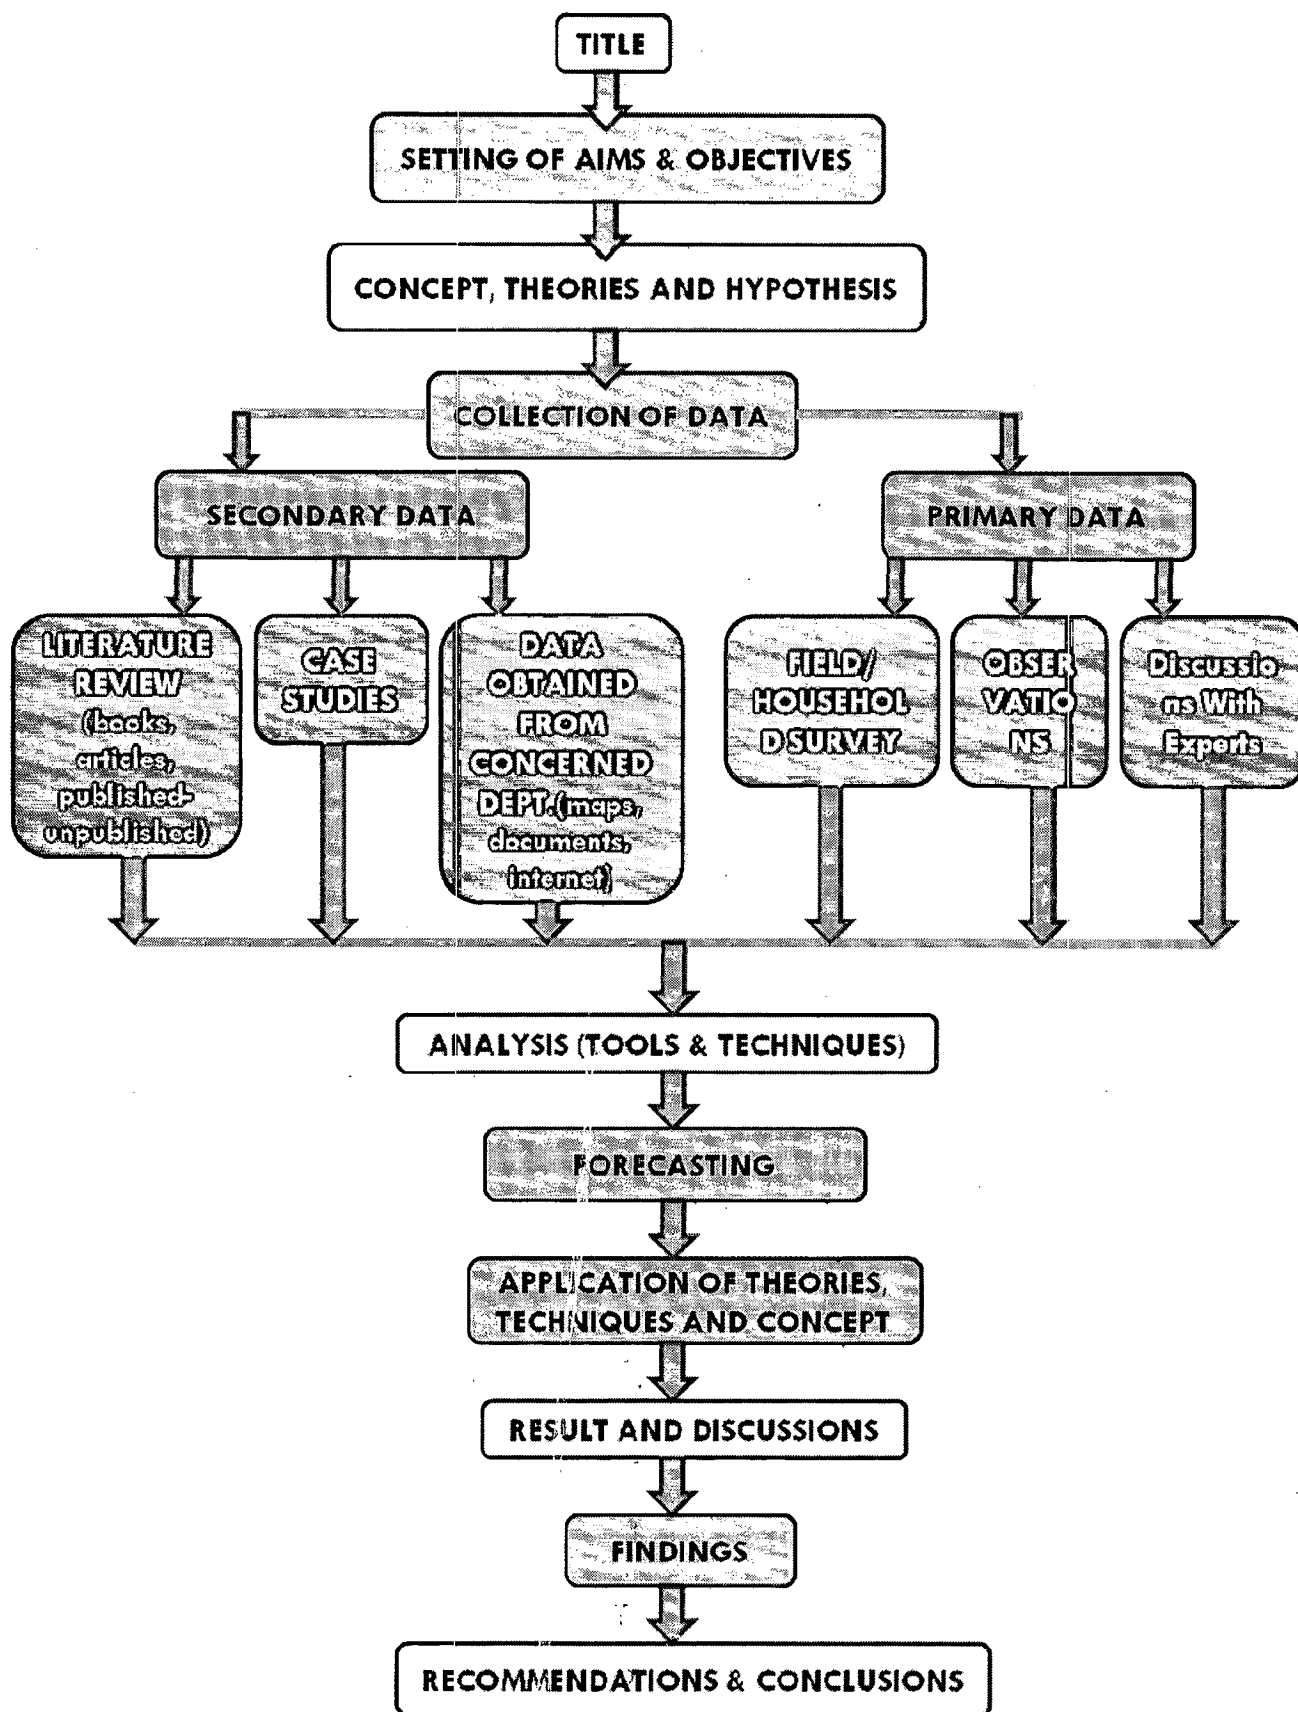 TITLE
SETTING OF AIMS & OBJECTIVES
CONCEPT, THEORIES AND HYPOTHESIS
COLLECTION OF DATA
SECONDARY DATA
PRIMARY DATA
LITERATURE
REVIEW
(books,
articles,
published-
unpublished)
CASE
STUDIES
DATA
OBTAINED
FROM
CONCERNED
DEPT.(maps,
documents,
internet)
FIELD/
HOUSEHOL
D SURVEY
OBSER
VATIO
NS
Discussio
ns With
Experts
ANALYSIS (TOOLS & TECHNIQUES)
FORECASTING
APPLICATION OF THEORIES,
TECHNIQUES AND CONCEPT
RESULT AND DISCUSSIONS
FINDINGS
RECOMMENDATIONS & CONCLUSIONS